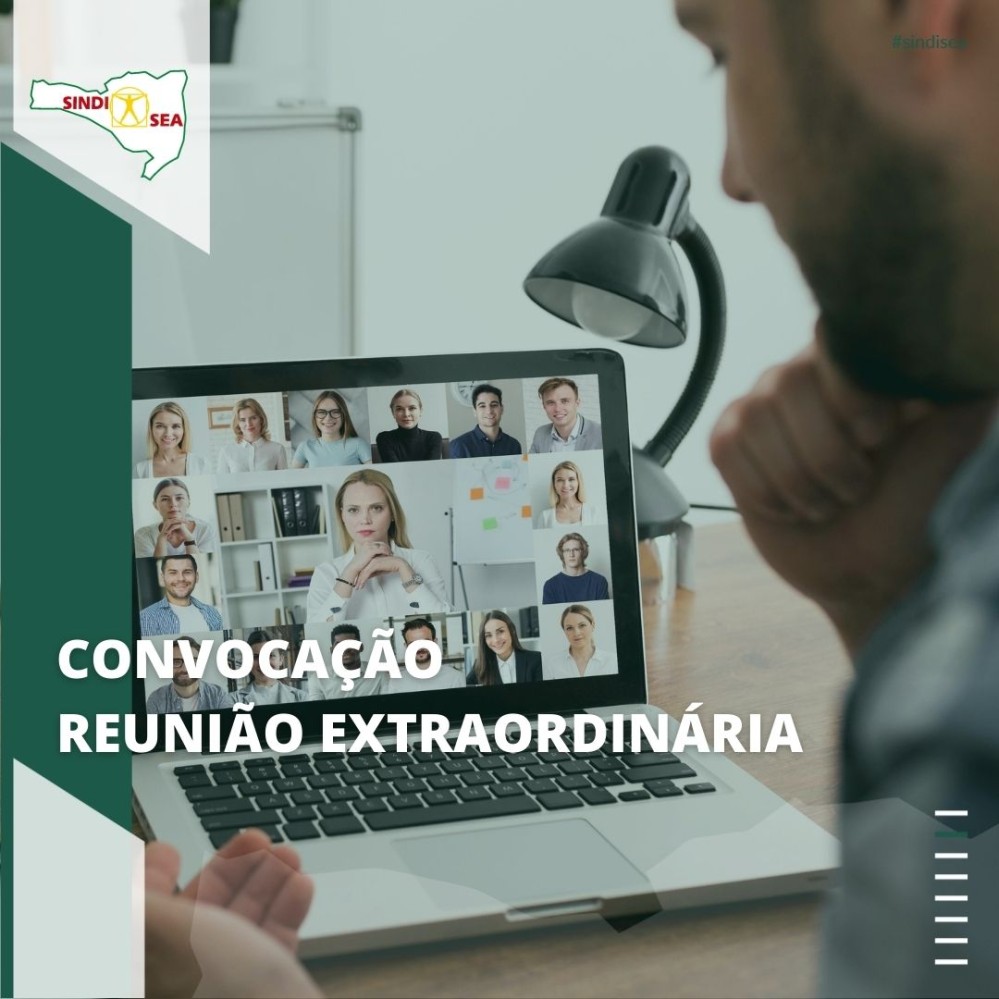 #sindisea
SINDI
SEA
CONVOCAÇÃO
REUNIÃO EXTRAORDINÁRIA